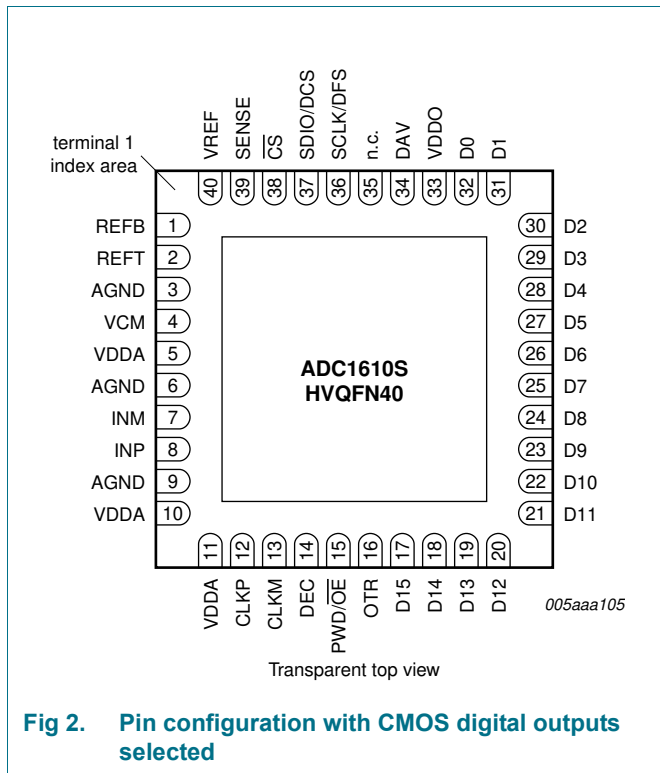 terminal 1
index area
VREF
SENSE
C̅S̅
SDIO/DCS
SCLK/DFS
n.c.
DAV
VDDO
D0
D1
40
39
38
37
36
35
34
33
32
31
REFB 1
REFT 2
AGND 3
VCM 4
VDDA 5
AGND 6
INM 7
INP 8
AGND 9
VDDA 10
30 D2
29 D3
28 D4
27 D5
26 D6
25 D7
24 D8
23 D9
22 D10
21 D11
ADC1610S
HVQFN40
11
12
13
14
15
16
17
18
19
20
VDDA
CLKP
CLKM
DEC
PWD/O̅E̅
OTR
D15
D14
D13
D12
005aaa105
Transparent top view
Fig 2. Pin configuration with CMOS digital outputs
selected